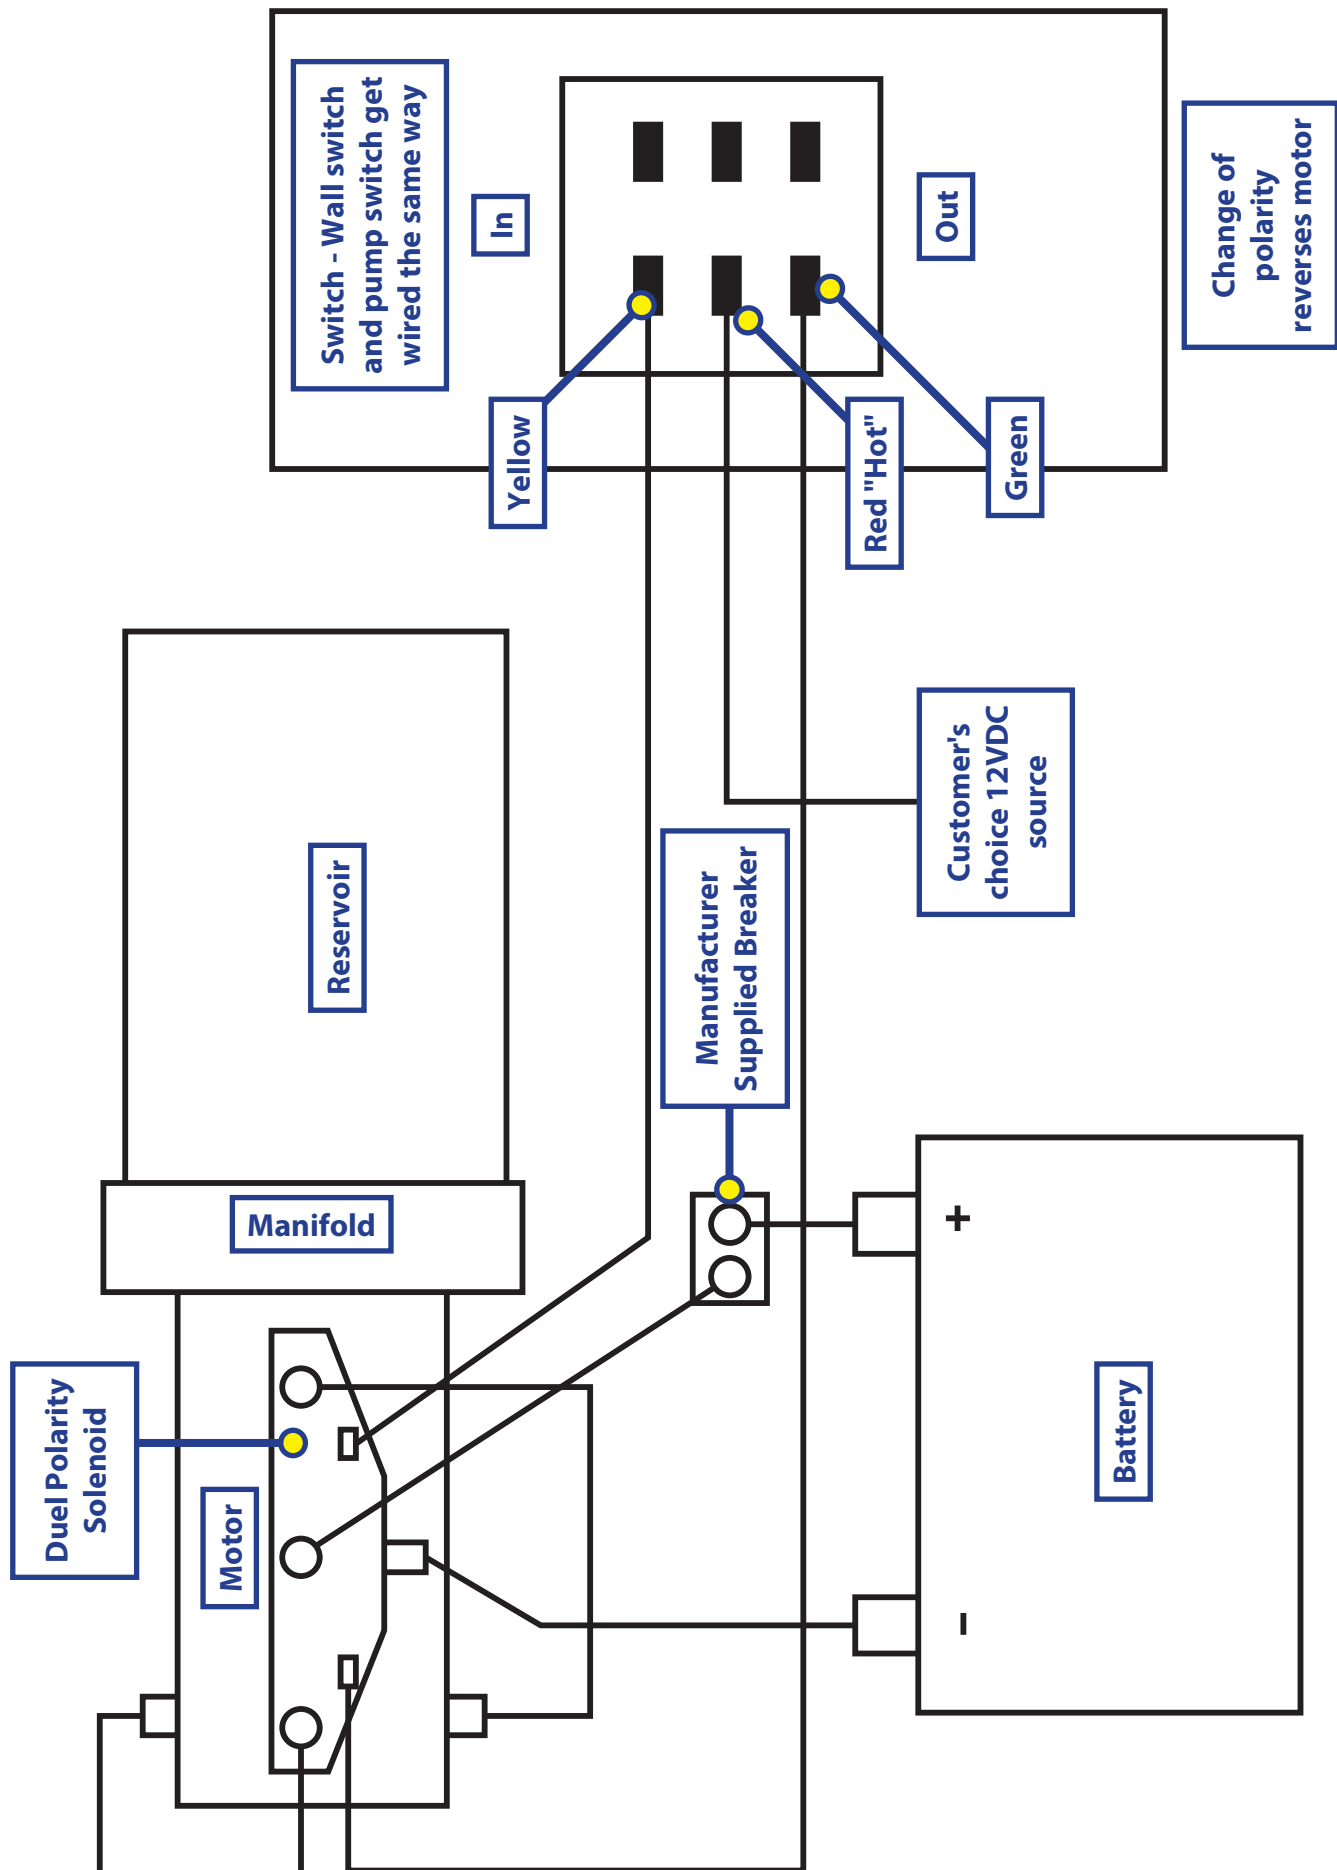 Switch - Wall switch
and pump switch get
wired the same way
In
Out
Change of
polarity
reverses motor
Yellow
Red "Hot"
Green
Reservoir
Customer's
choice 12VDC
source
Manufacturer
Supplied Breaker
Manifold
Duel Polarity
Solenoid
Motor
Battery
+
-